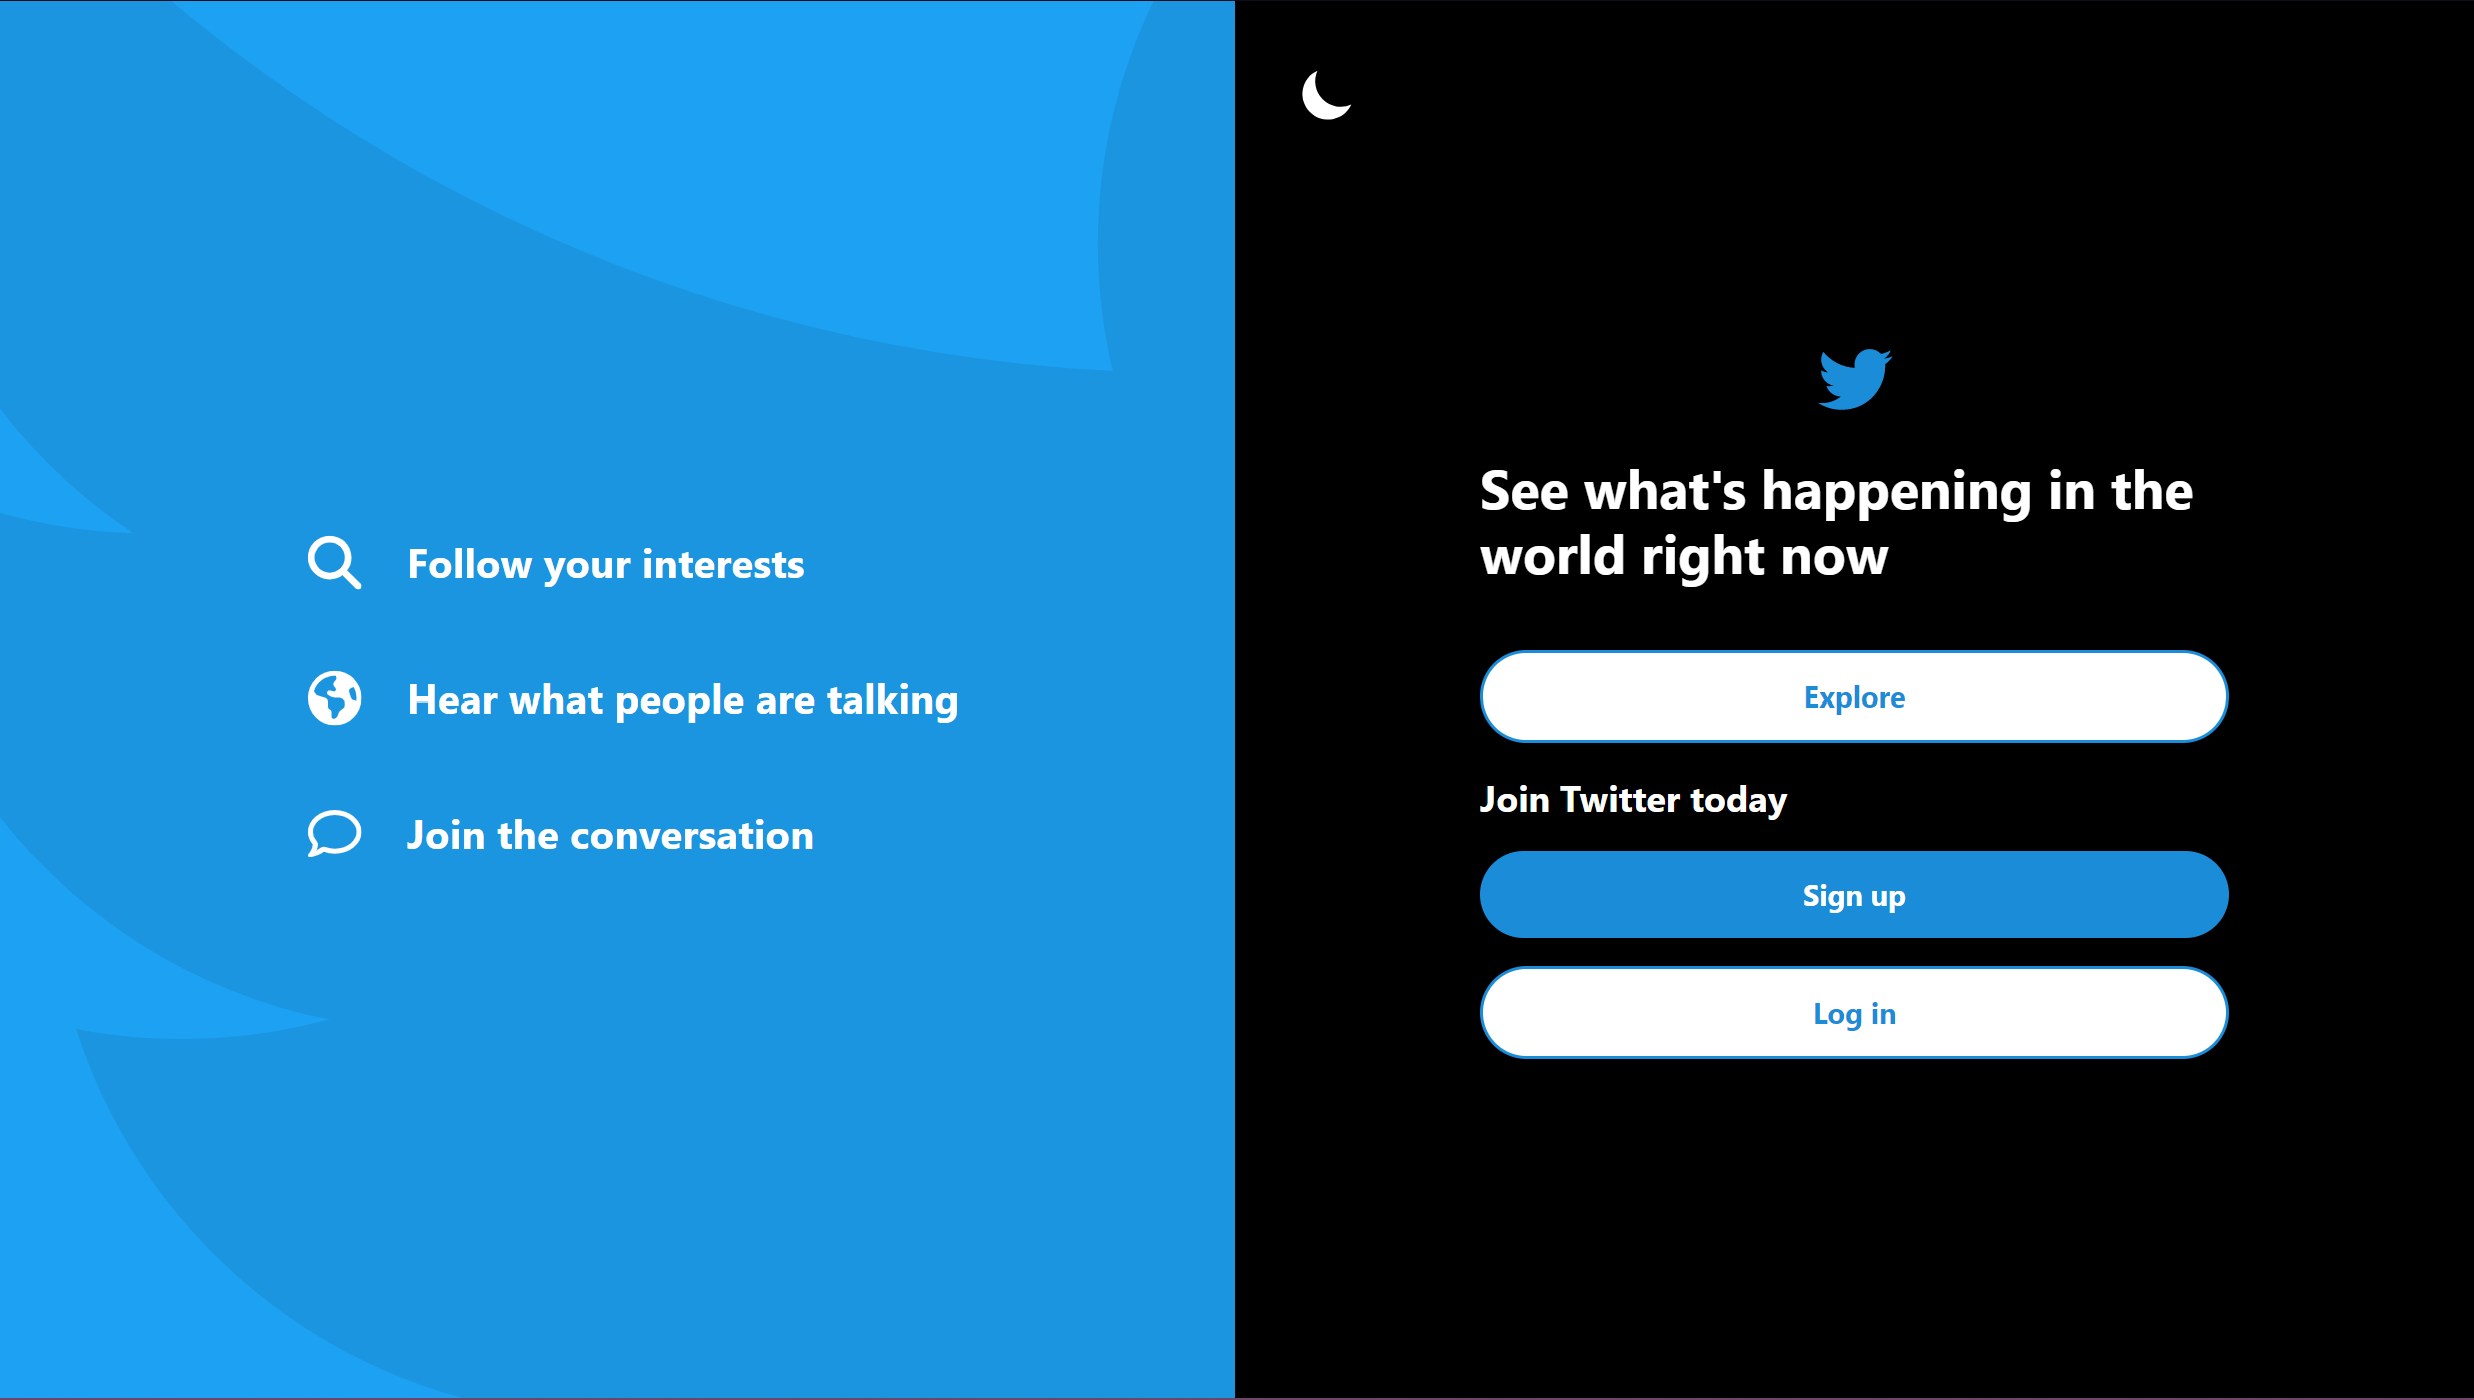 Follow your interests
Hear what people are talking
Join the conversation
See what's happening in the
world right now
Explore
Join Twitter today
Sign up
Log in